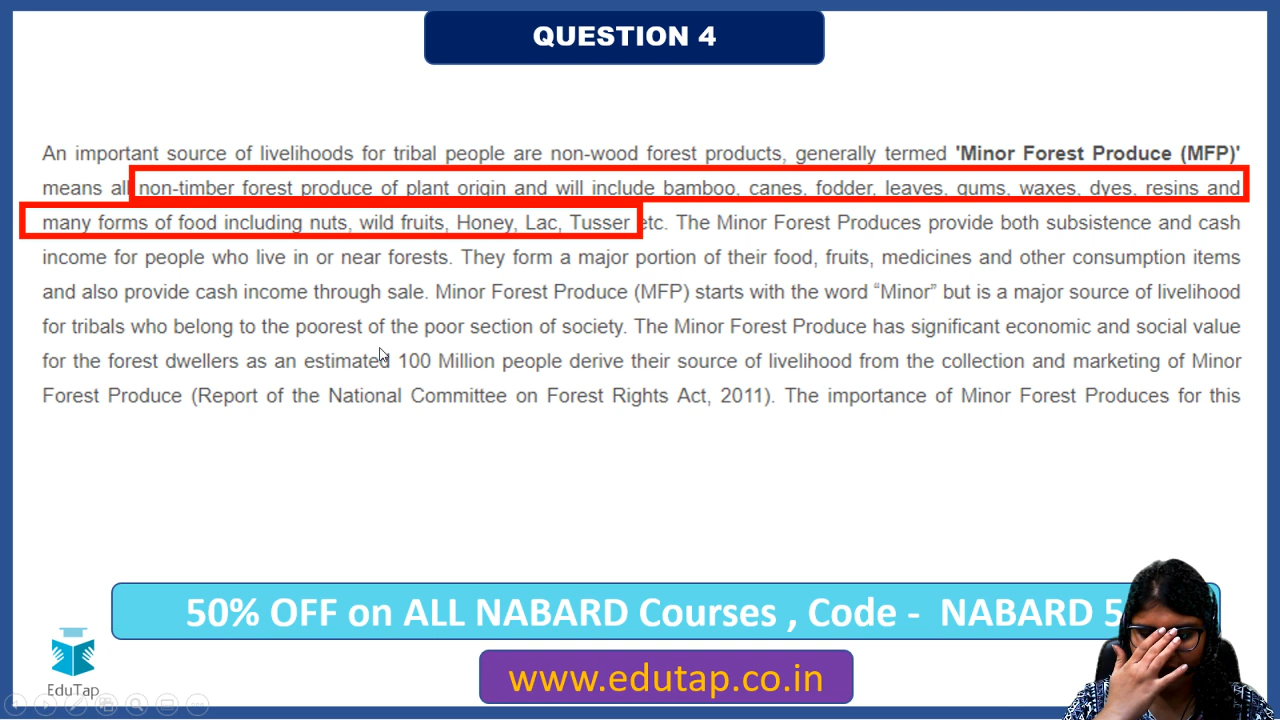 QUESTION 4
An important source of livelihoods for tribal people are non-wood forest products, generally termed 'Minor Forest Produce (MFP)'
means all non-timber forest produce of plant origin and will include bamboo, canes, fodder, leaves, gums, waxes, dyes, resins and
many forms of food including nuts, wild fruits, Honey, Lac, Tusser etc. The Minor Forest Produces provide both subsistence and cash
income for people who live in or near forests. They form a major portion of their food, fruits, medicines and other consumption items
and also provide cash income through sale. Minor Forest Produce (MFP) starts with the word “Minor” but is a major source of livelihood
for tribals who belong to the poorest of the poor section of society. The Minor Forest Produce has significant economic and social value
for the forest dwellers as an estimated 100 Million people derive their source of livelihood from the collection and marketing of Minor
Forest Produce (Report of the National Committee on Forest Rights Act, 2011). The importance of Minor Forest Produces for this
50% OFF on ALL NABARD Courses , Code - NABARD 5
www.edutap.co.in
EduTap